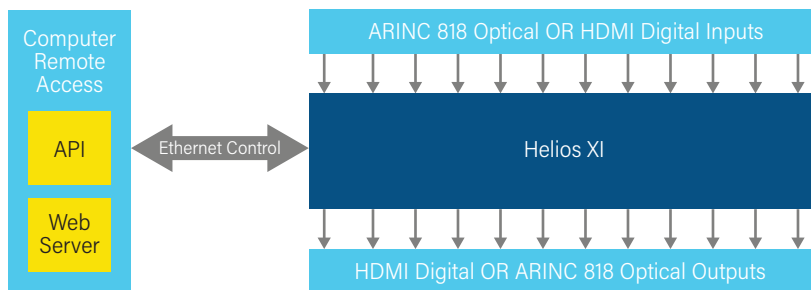 Computer
Remote
Access
API
Web
Server
Ethernet Control
ARINC 818 Optical OR HDMI Digital Inputs
Helios XI
HDMI Digital OR ARINC 818 Optical Outputs